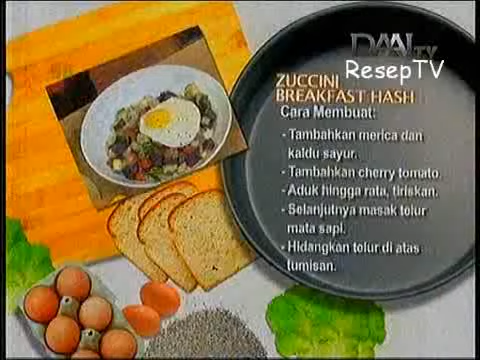 DAAI TV
ResepTV
ZUCCINI
BREAKFAST HASH
Cara Membuat:
- Tambahkan merica dan
kaldu sayur.
- Tambahkan cherry tomato.
- Aduk hingga rata, tiriskan.
- Selanjutnya masak telur
mata sapi.
- Hidangkan telur di atas
tumisan.